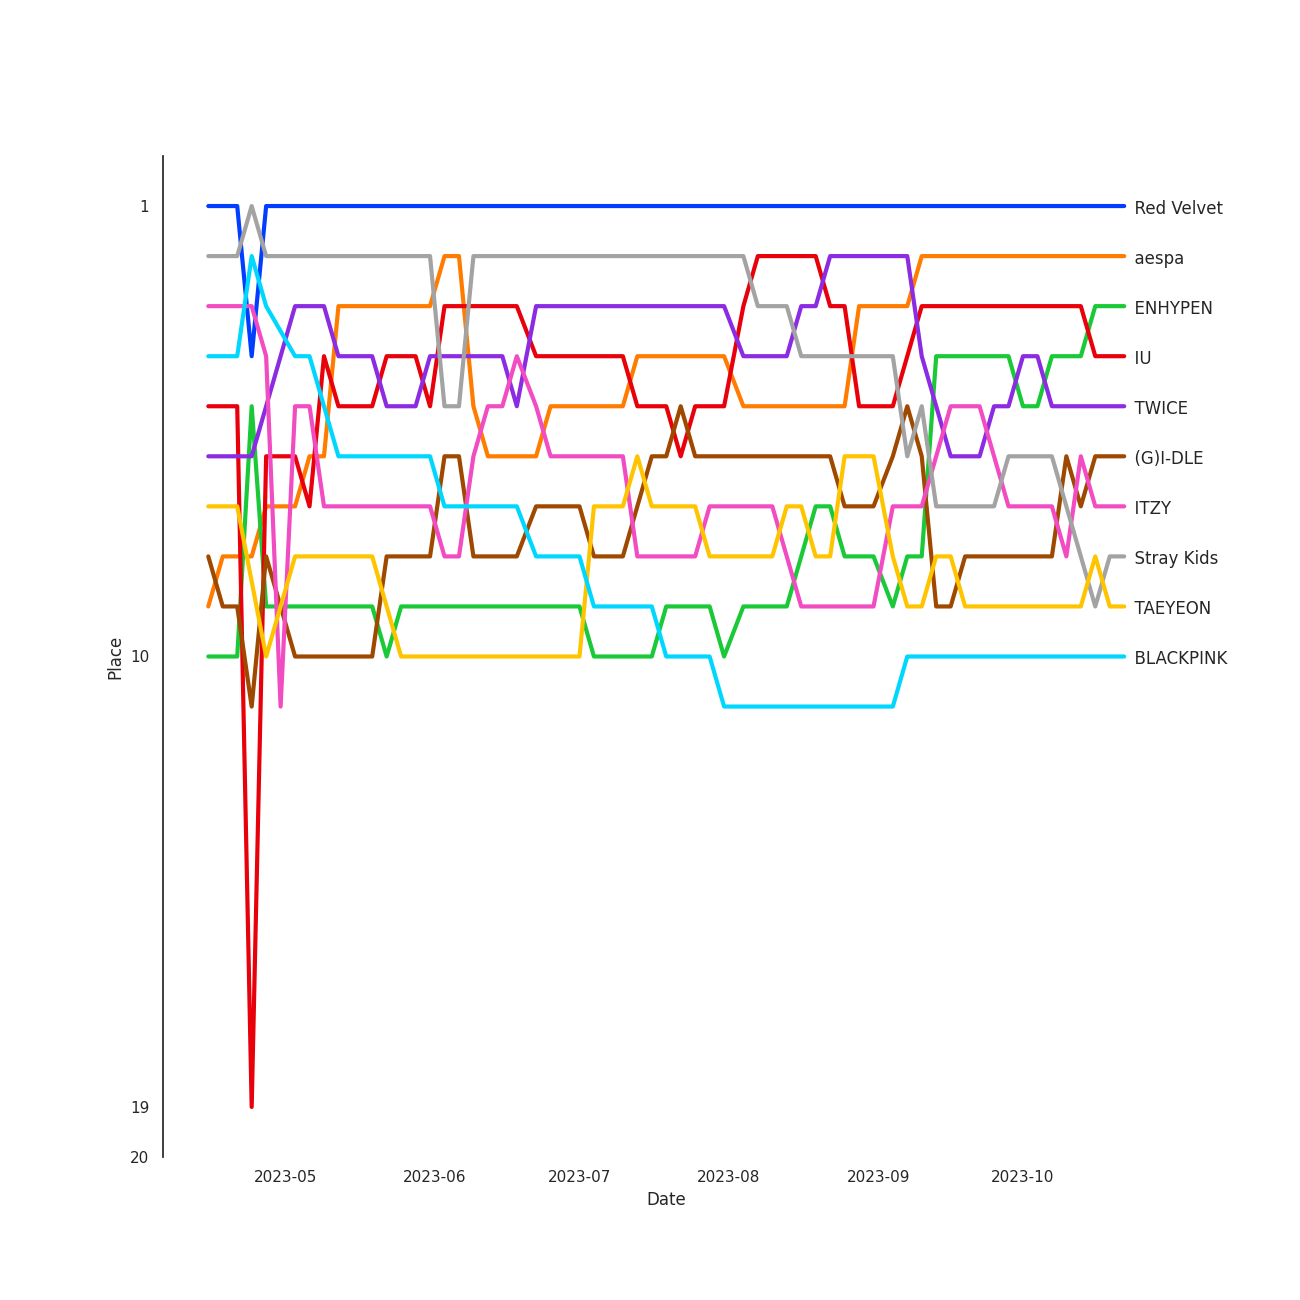 1
10
19
20
Place
Red Velvet
aespa
ENHYPEN
IU
TWICE
(G)I-DLE
ITZY
Stray Kids
TAEYEON
BLACKPINK
2023-05 2023-06 2023-07 2023-08 2023-09 2023-10
Date